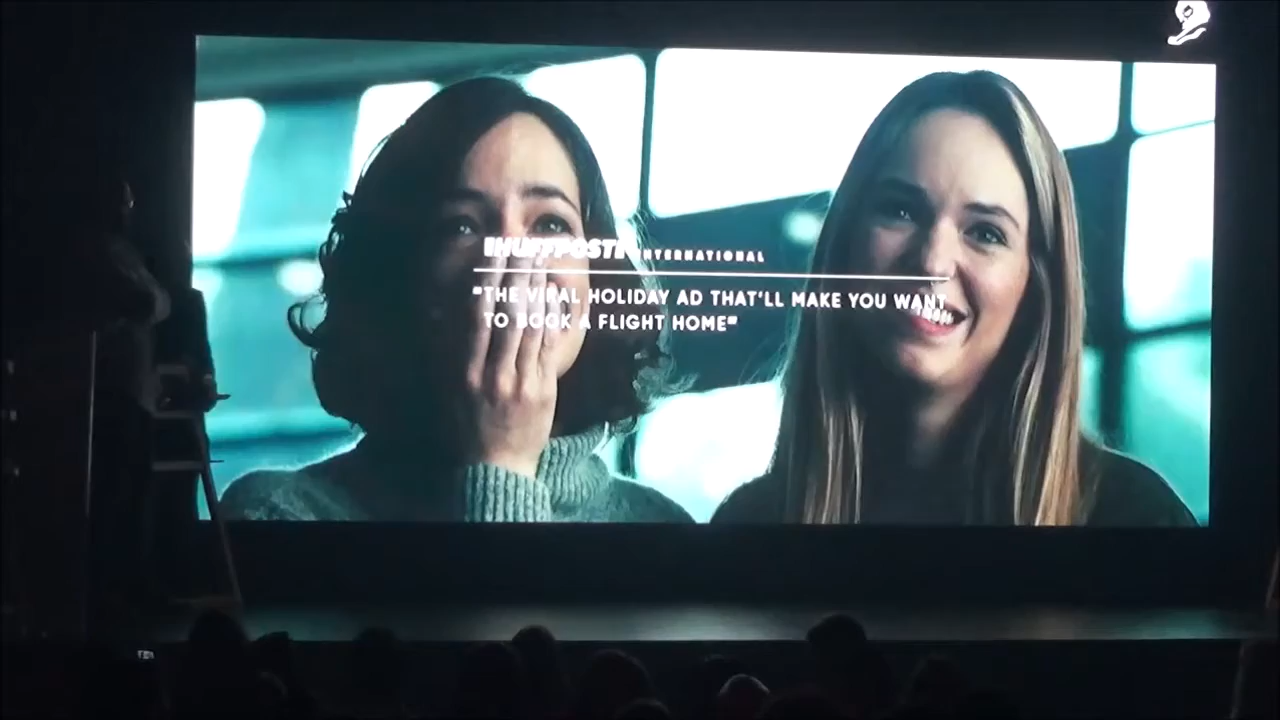 HUFFPOST INTERNATIONAL
"THE VIRAL HOLIDAY AD THAT'LL MAKE YOU WANT
TO BOOK A FLIGHT HOME"